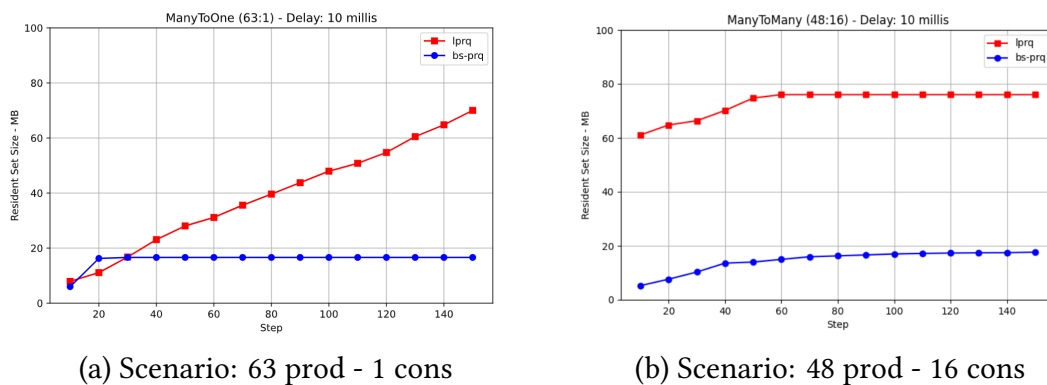 ManyToOne (63:1) - Delay: 10 millis
100
80
60
40
20
0
Resident Set Size - MB
lprq
bs-prq
20 40 60 80 100 120 140
Step
(a) Scenario: 63 prod - 1 cons
ManyToMany (48:16) - Delay: 10 millis
100
80
60
40
20
0
Resident Set Size - MB
lprq
bs-prq
20 40 60 80 100 120 140
Step
(b) Scenario: 48 prod - 16 cons